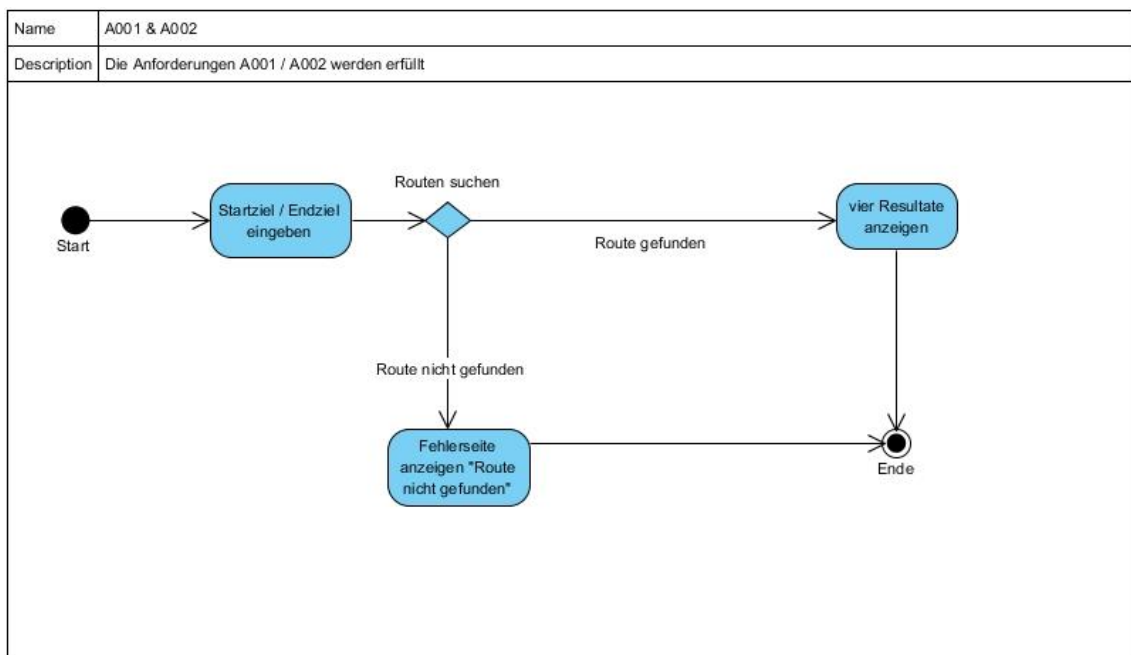 Name
A001 & A002
Description
Die Anforderungen A001 / A002 werden erfüllt
Routen suchen
Startziel / Endziel
eingeben
vier Resultate
anzeigen
Start
Route gefunden
Route nicht gefunden
Fehlerseite
anzeigen "Route
nicht gefunden"
Ende